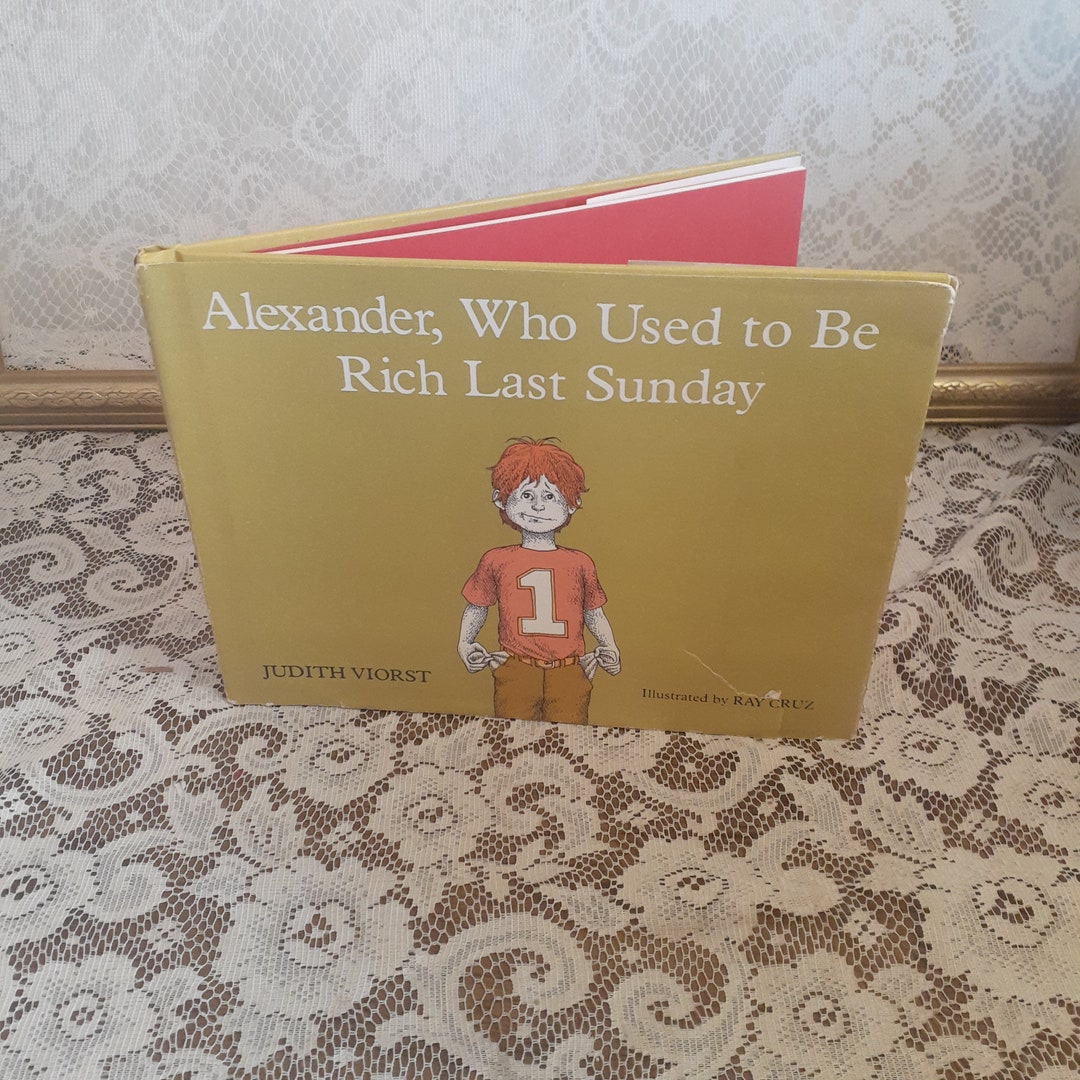 Alexander, Who Used to Be
Rich Last Sunday
1
JUDITH VIORST
Illustrated by RAY CRUZ